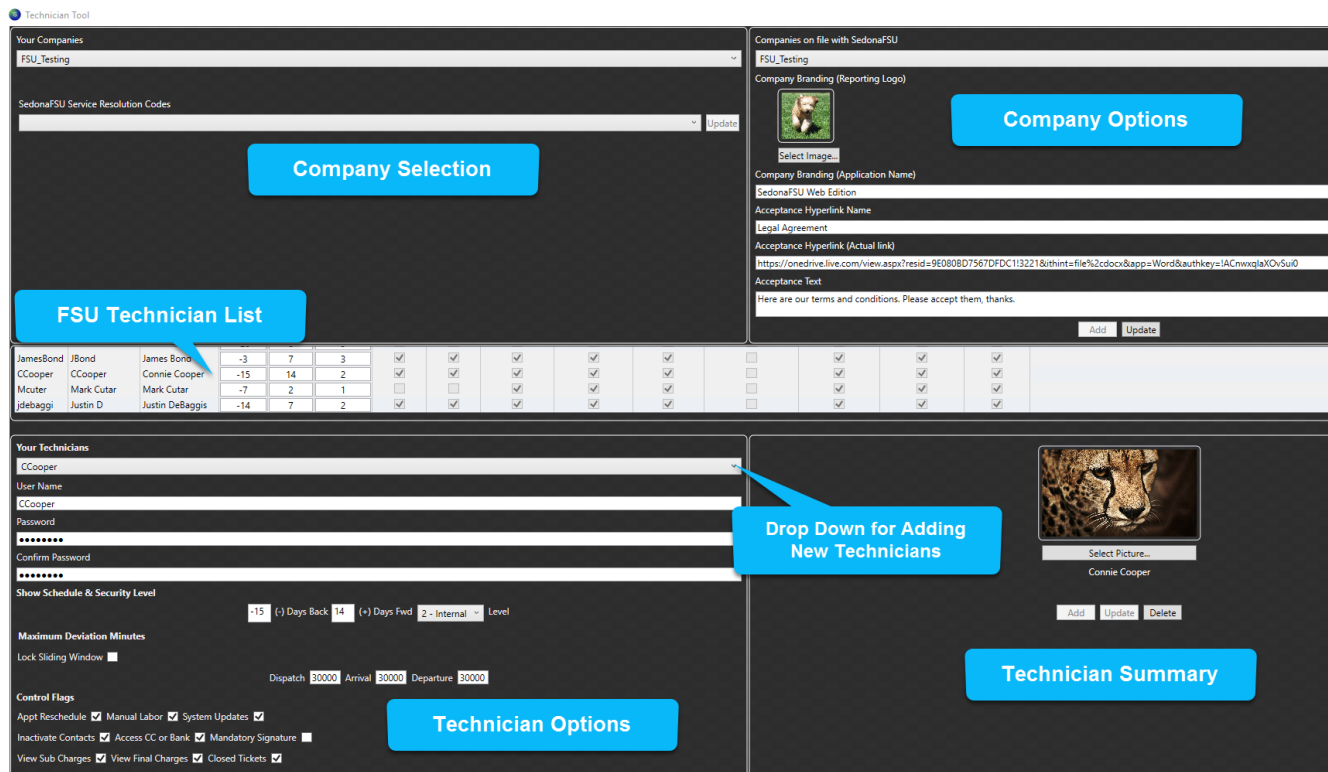 Technician Tool
Your Companies
FSU_Testing
SedonaFSU Service Resolution Codes
Update
Company Selection
Companies on file with SedonaFSU
FSU_Testing
Company Branding (Reporting Logo)
Company Options
Select Image...
Company Branding (Application Name)
SedonaFSU Web Edition
Acceptance Hyperlink Name
Legal Agreement
Acceptance Hyperlink (Actual link)
https://onedrive.live.com/view.aspx?resid=9E080BD7567DFDC1!3221&ithint=file%2cdocx&app=Word&authkey=!ACnwxqlaXOvSui0
Acceptance Text
Here are our terms and conditions. Please accept them, thanks.
Add Update
FSU Technician List
JamesBond JBond James Bond -3 7 3
CCooper CCooper Connie Cooper -15 14 2
Mcuter Mark Cutar Mark Cutar -7 2 1
jdebaggi Justin D Justin DeBaggis -14 7 2
Your Technicians
CCooper
User Name
CCooper
Password
Confirm Password
Show Schedule & Security Level
-15 (-) Days Back 14 (+) Days Fwd 2 - Internal Level
Maximum Deviation Minutes
Lock Sliding Window
Dispatch 30000 Arrival 30000 Departure 30000
Control Flags
Appt Reschedule Manual Labor System Updates
Inactivate Contacts Access CC or Bank Mandatory Signature
View Sub Charges View Final Charges Closed Tickets
Technician Options
Drop Down for Adding
New Technicians
Select Picture...
Connie Cooper
Add Update Delete
Technician Summary